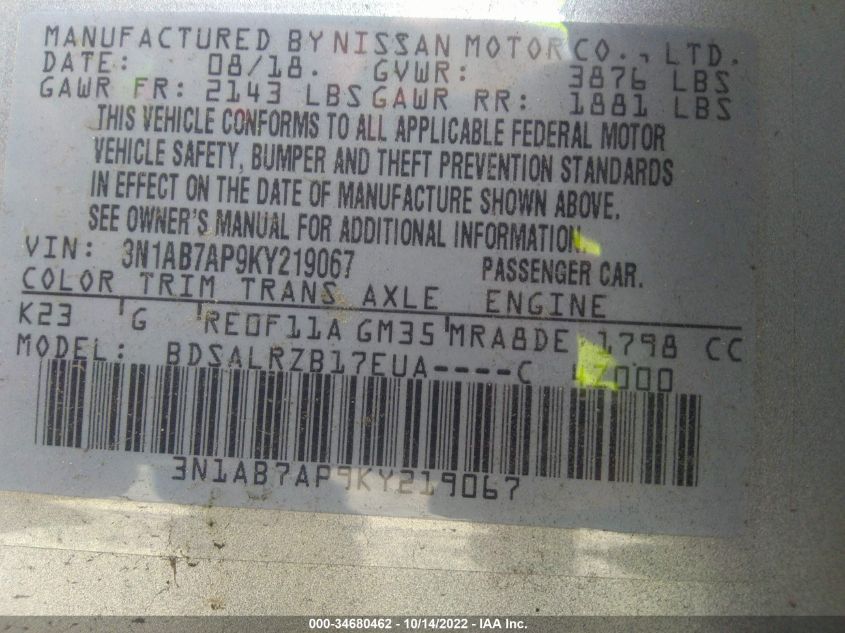 MANUFACTURED BY NISSAN MOTOR CO., LTD.
DATE: 08/18. GVWR: 3876 LBS
GAWR FR: 2143 LBS GAWR RR: 1881 LBS
THIS VEHICLE CONFORMS TO ALL APPLICABLE FEDERAL MOTOR
VEHICLE SAFETY, BUMPER AND THEFT PREVENTION STANDARDS
IN EFFECT ON THE DATE OF MANUFACTURE SHOWN ABOVE.
SEE OWNER'S MANUAL FOR ADDITIONAL INFORMATION.
VIN: 3N1AB7AP9KY219067 PASSENGER CAR.
COLOR TRIM TRANS AXLE ENGINE
K23 G RE0F11A GM35 MRA8DE 1798 CC
MODEL: BDSALRZB17EUA----C
3N1AB7AP9KY219067
000-34680462 - 10/14/2022 - IAA Inc.